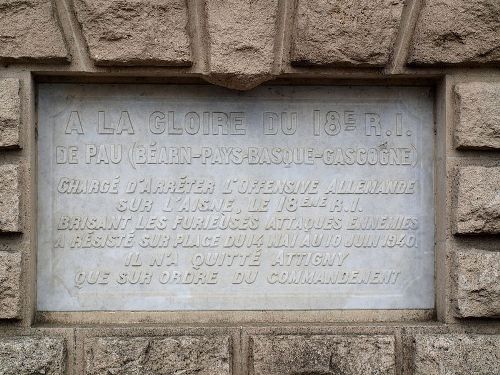 A LA GLOIRE DU 18E R.I.
DE PAU (BÉARN-PAYS-BASQUE-GASCOGNE)
CHARGÉ D'ARRÊTER L'OFFENSIVE ALLEMANDE
SUR L'AISNE, LE 18EME R.I.
BRISANT LES FURIEUSES ATTAQUES ENNEMIES
A RÉSISTÉ SUR PLACE DU 14 MAI AU 10 JUIN 1940.
IL N'A QUITTÉ ATTIGNY
QUE SUR ORDRE DU COMMANDEMENT